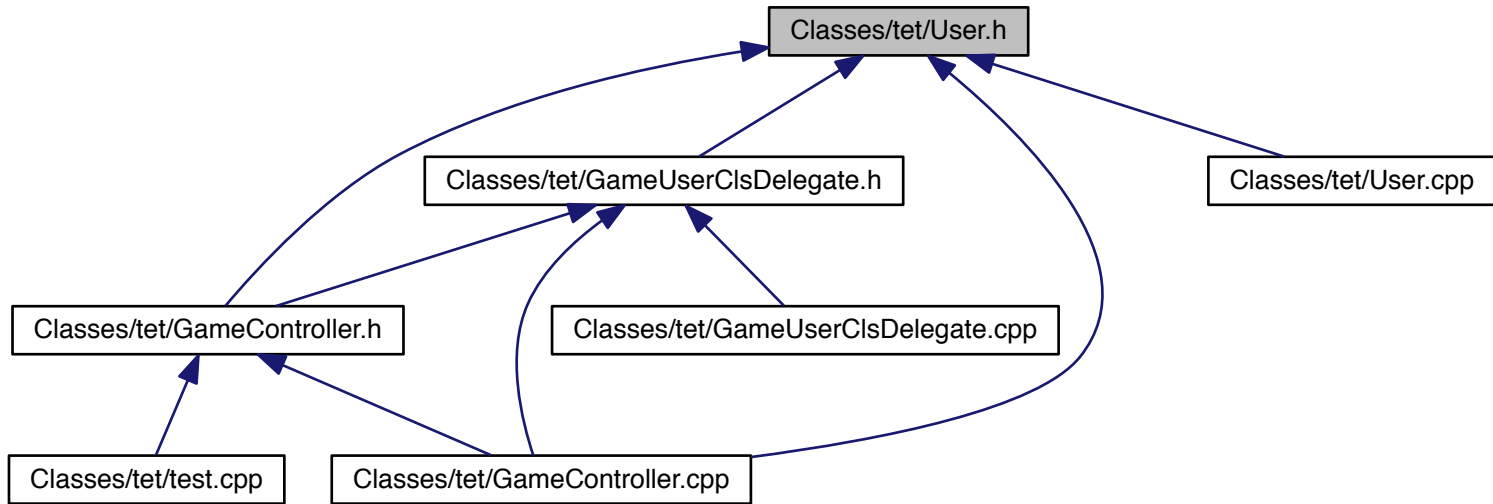 Classes/tet/User.h
Classes/tet/GameUserClsDelegate.h
Classes/tet/User.cpp
Classes/tet/GameController.h
Classes/tet/GameUserClsDelegate.cpp
Classes/tet/test.cpp
Classes/tet/GameController.cpp